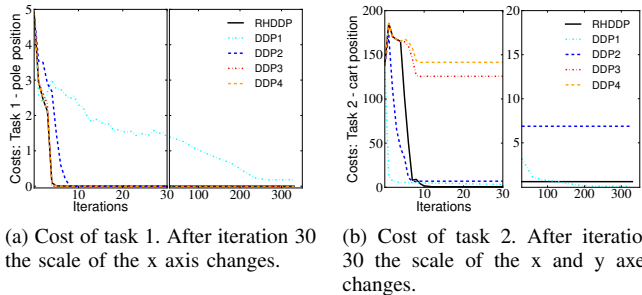 5
4
3
2
1
0
Costs: Task 1 - pole position
10
20
30
100
200
300
Iterations
RHDDP
DDP1
DDP2
DDP3
DDP4
200
150
100
50
0
Costs: Task 2 - cart position
10
20
30
Iterations
20
15
10
5
100
200
300
RHDDP
DDP1
DDP2
DDP3
DDP4
(a) Cost of task 1. After iteration 30
the scale of the x axis changes.
(b) Cost of task 2. After iteratio
30 the scale of the x and y axe
changes.